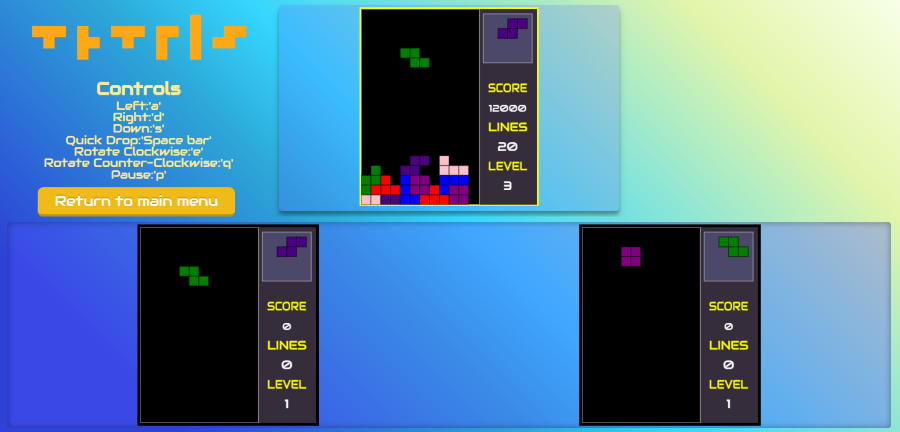 Tetris
Controls
Left:'a'
Right:'d'
Down:'s'
Quick Drop:'Space bar'
Rotate Clockwise:'e'
Rotate Counter-Clockwise:'q'
Pause:'p'
Return to main menu
SCORE
12000
LINES
20
LEVEL
3
SCORE
0
LINES
0
LEVEL
1
SCORE
0
LINES
0
LEVEL
1